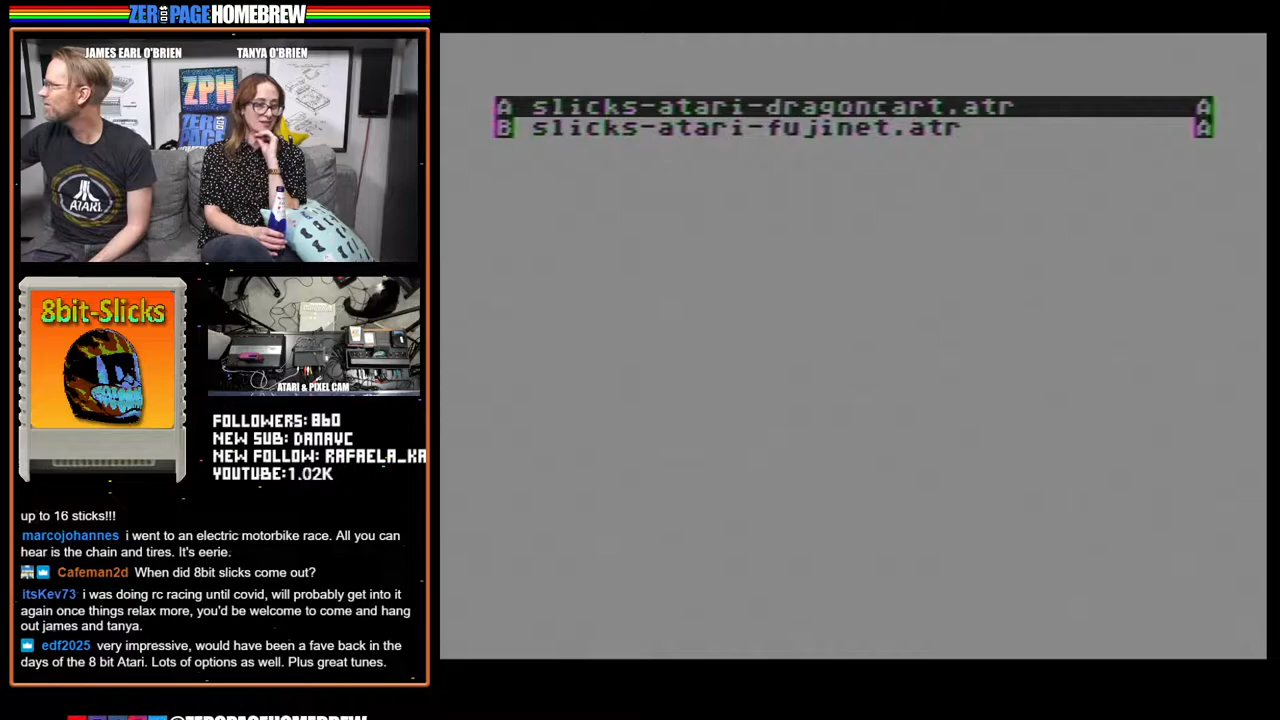 ZEROPAGEHOMEBREW
JAMES EARL O'BRIEN
TANYA O'BRIEN
ZPH
ATARI
8bit-Slicks
ATARI & PIXEL CAM
FOLLOWERS: 860
NEW SUB: DANAYC
NEW FOLLOW: RAFAELA_KA
YOUTUBE:1.02K
up to 16 sticks!!!
marcojohannes i went to an electric motorbike race. All you can
hear is the chain and tires. It's eerie.
Cafeman2d When did 8bit slicks come out?
itsKev73 i was doing rc racing until covid, will probably get into it
again once things relax more, you'd be welcome to come and hang
out james and tanya.
edf2025 very impressive, would have been a fave back in the
days of the 8 bit Atari. Lots of options as well. Plus great tunes.
@ZEROPAGEHOMEBREW
A slicks-atari-dragoncart.atr A
B slicks-atari-fujinet.atr A